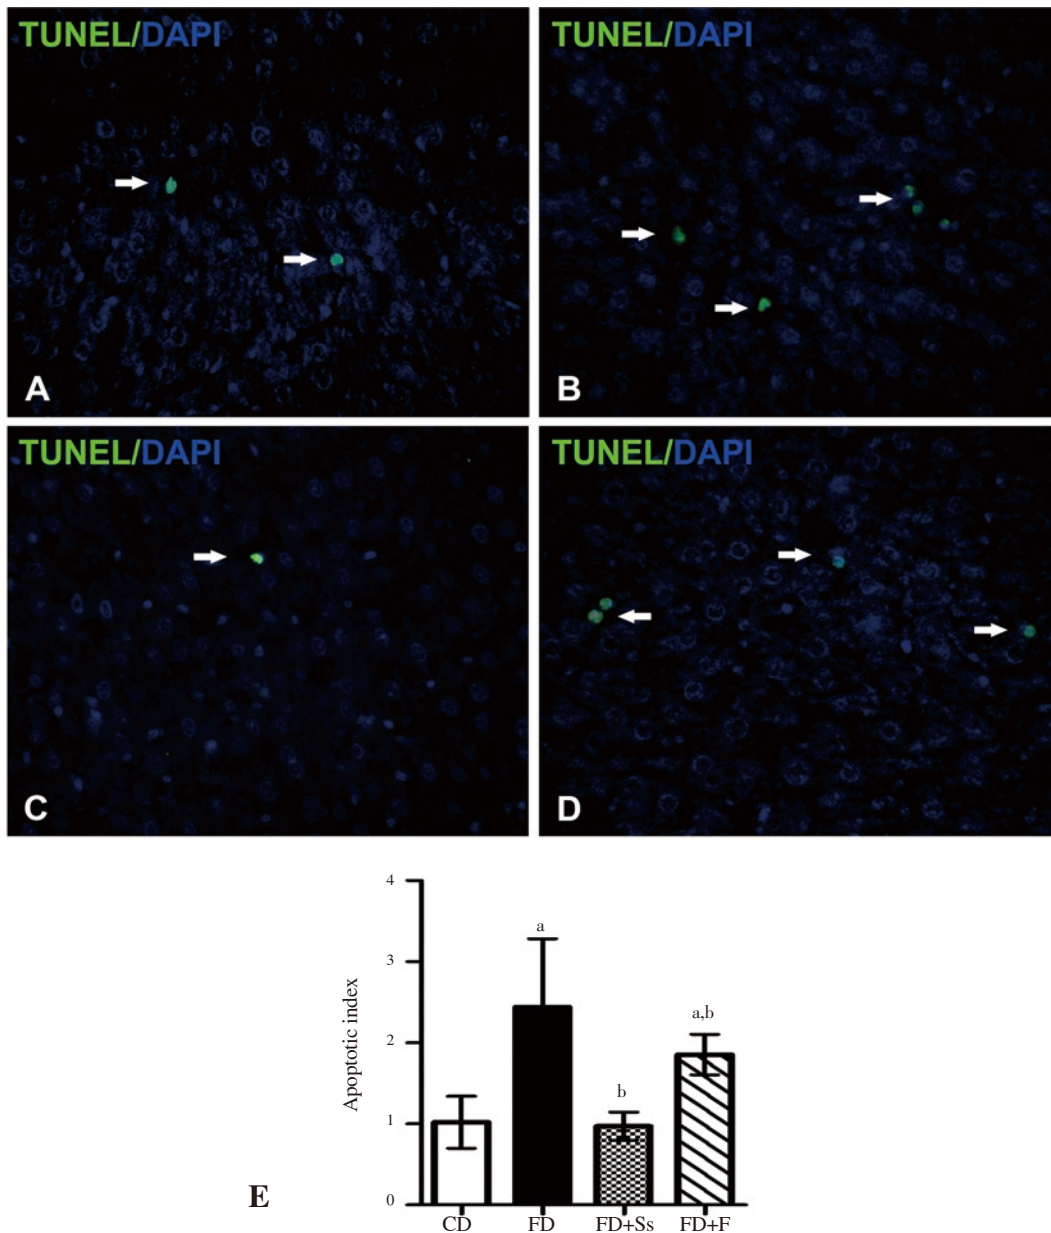 TUNEL/DAPI
TUNEL/DAPI
A
B
TUNEL/DAPI
TUNEL/DAPI
C
D
4
3
2
1
0
Apoptotic index
a
b
a,b
CD
FD
FD+Ss
FD+F
E